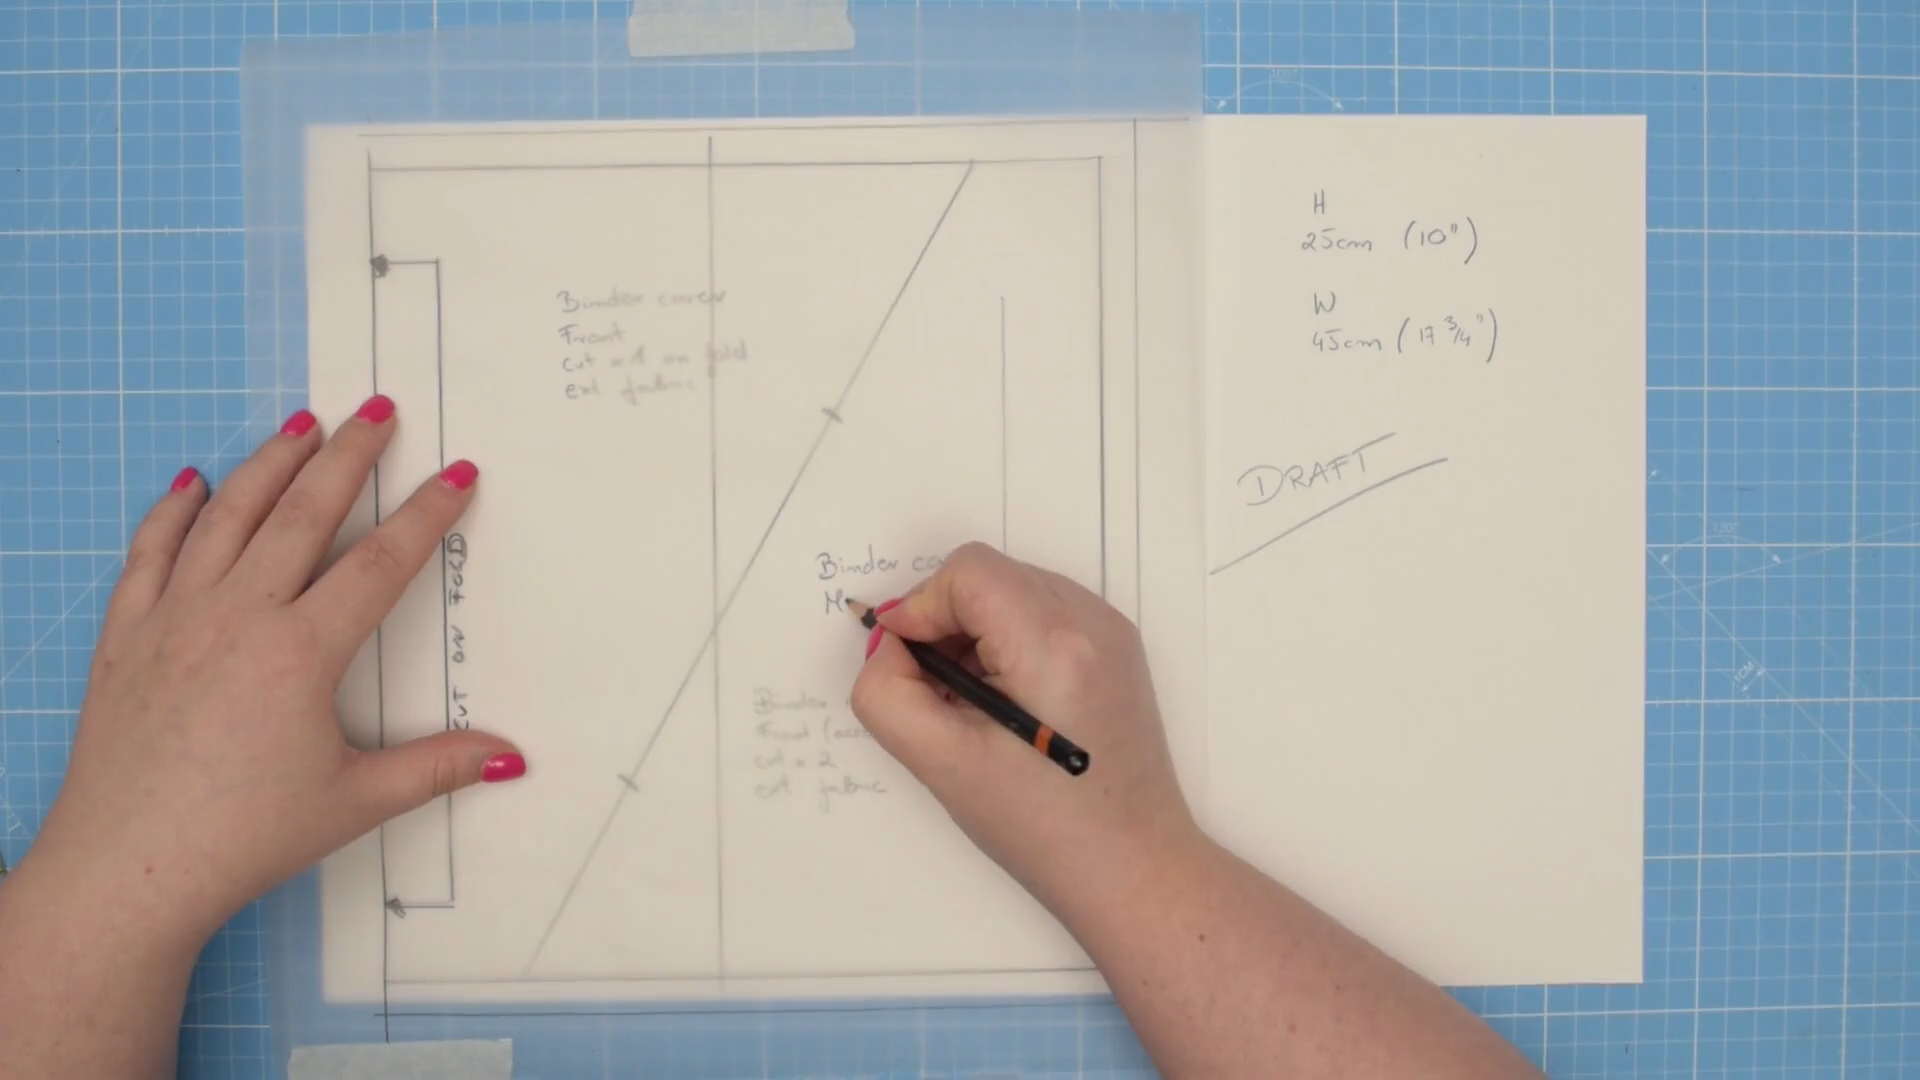 Binder cover
Front
cut x 1 on fold
ext fabric
CUT ON FOLD
Binder
Binder
Front
cut x 2
ext fabric
H
25cm (10")
W
45cm (17 3/4")
DRAFT